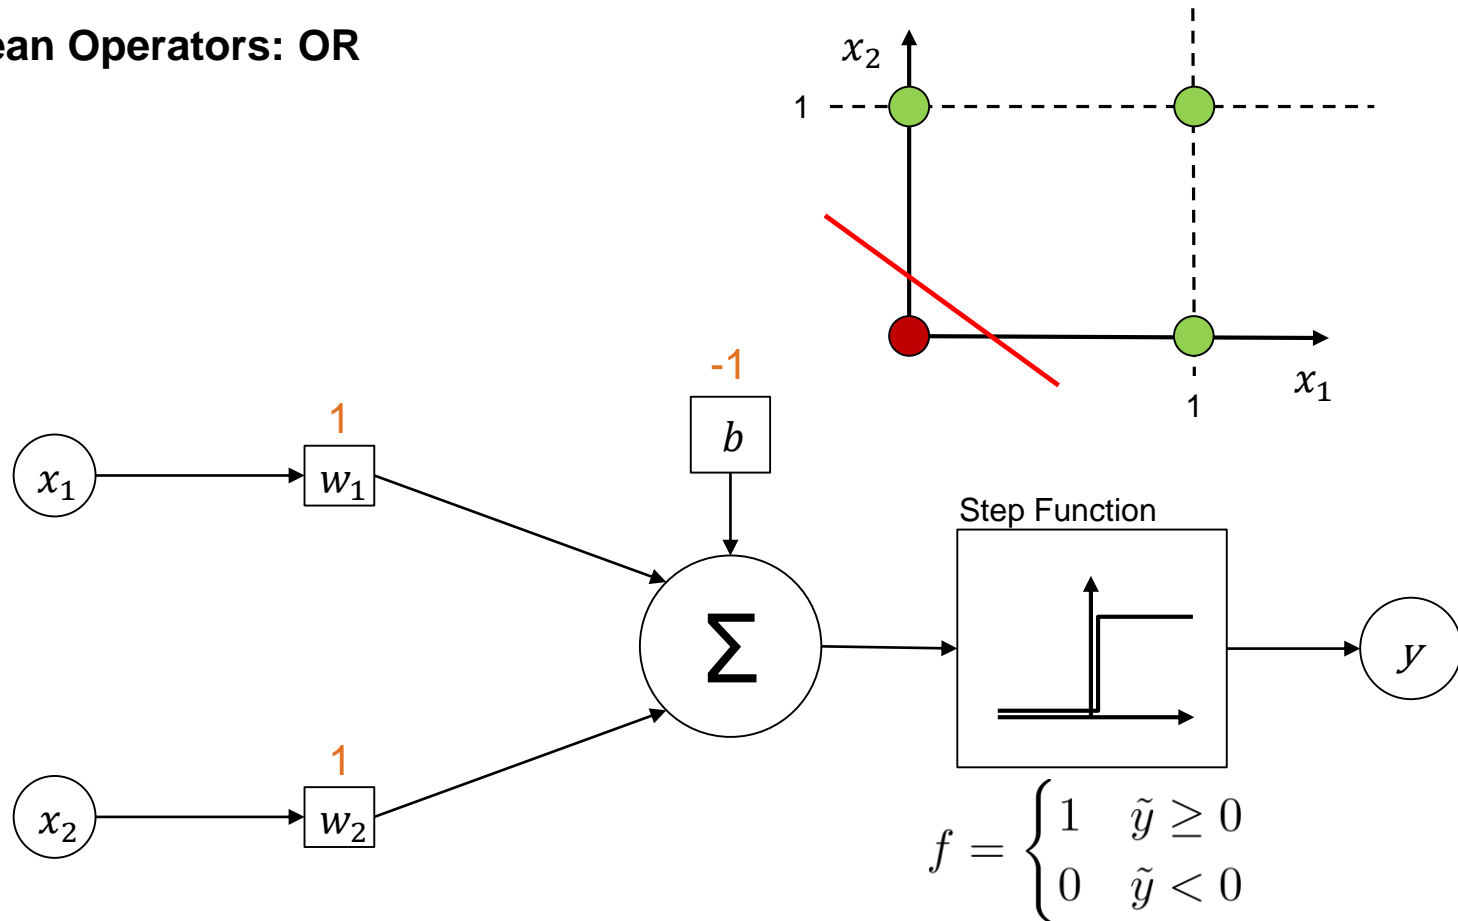 ean Operators: OR
x₂
1
x₁
1
-1
b
1
x₁
w₁
Step Function
Σ
y
1
x₂
w₂
f = { 1 ỹ ≥ 0
0 ỹ < 0